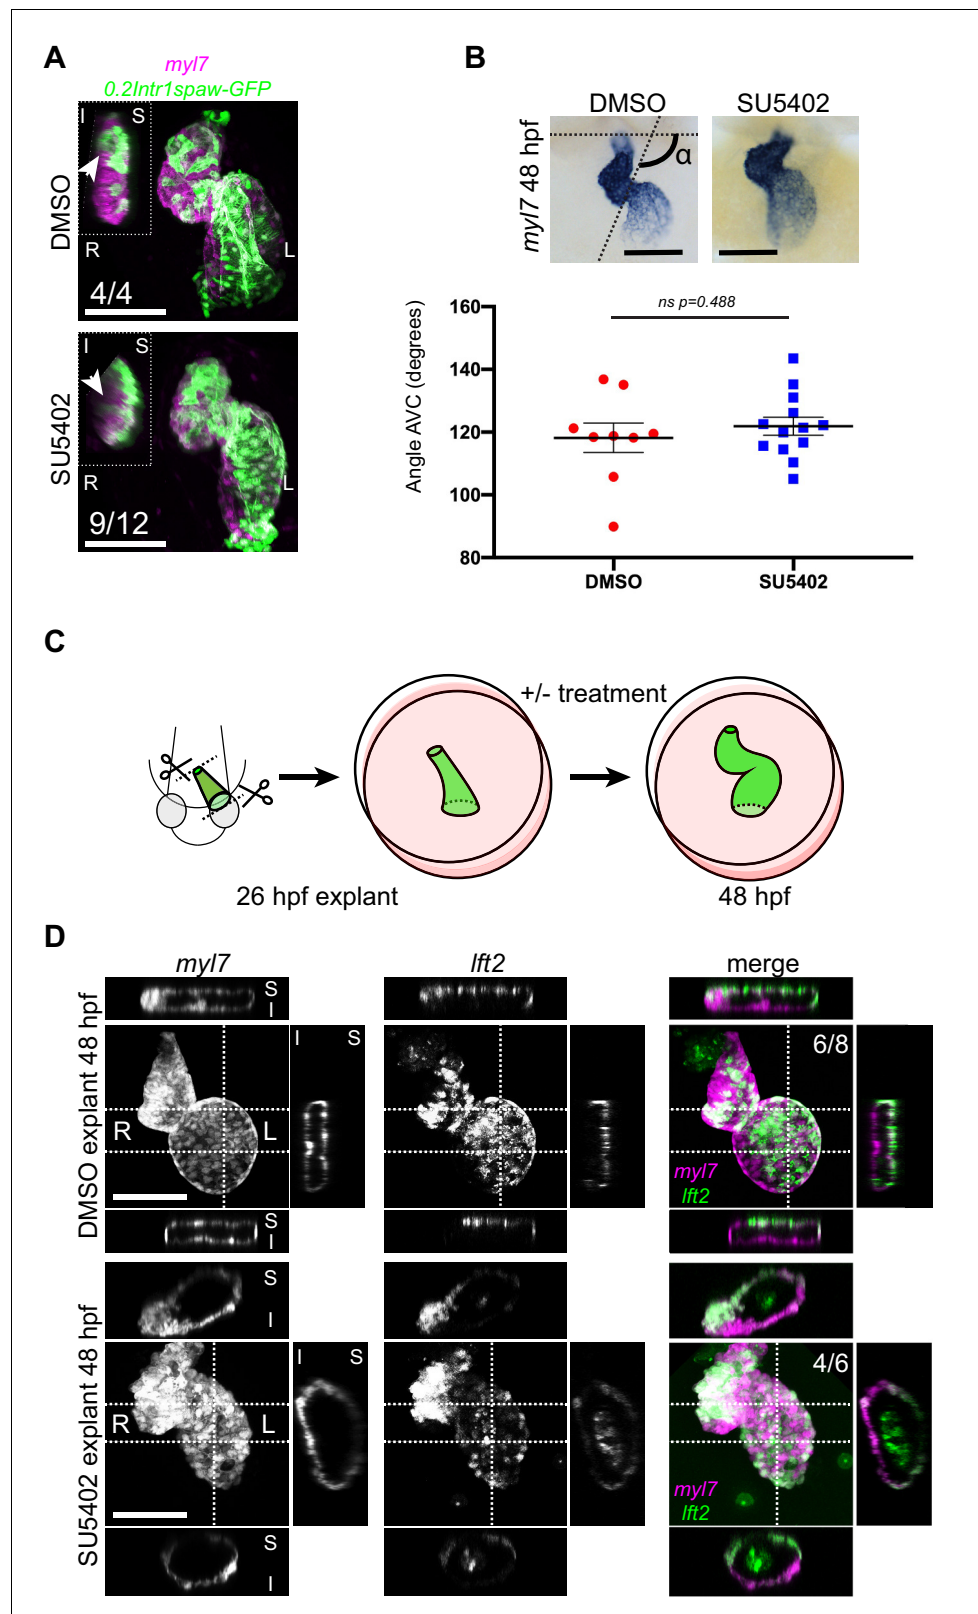 A
myl7
0.2Intr1spaw-GFP
DMSO
I S
R L
4/4
SU5402
I S
R L
9/12
B
DMSO SU5402
myl7 48 hpf
α
ns p=0.488
Angle AVC (degrees)
160
140
120
100
80
DMSO SU5402
C
+/- treatment
26 hpf explant 48 hpf
D
myl7 lft2 merge
DMSO explant 48 hpf
S
I
I S
R L
6/8
myl7
lft2
S
I
SU5402 explant 48 hpf
S
I
I S
R L
4/6
myl7
lft2
S
I